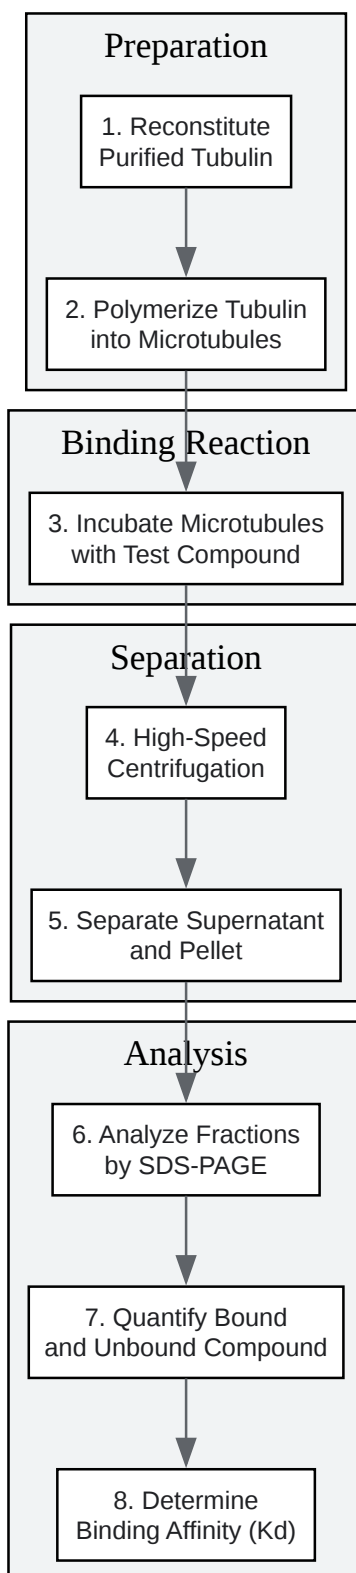 Preparation
1. Reconstitute
Purified Tubulin
2. Polymerize Tubulin
into Microtubules
Binding Reaction
3. Incubate Microtubules
with Test Compound
Separation
4. High-Speed
Centrifugation
5. Separate Supernatant
and Pellet
Analysis
6. Analyze Fractions
by SDS-PAGE
7. Quantify Bound
and Unbound Compound
8. Determine
Binding Affinity (Kd)